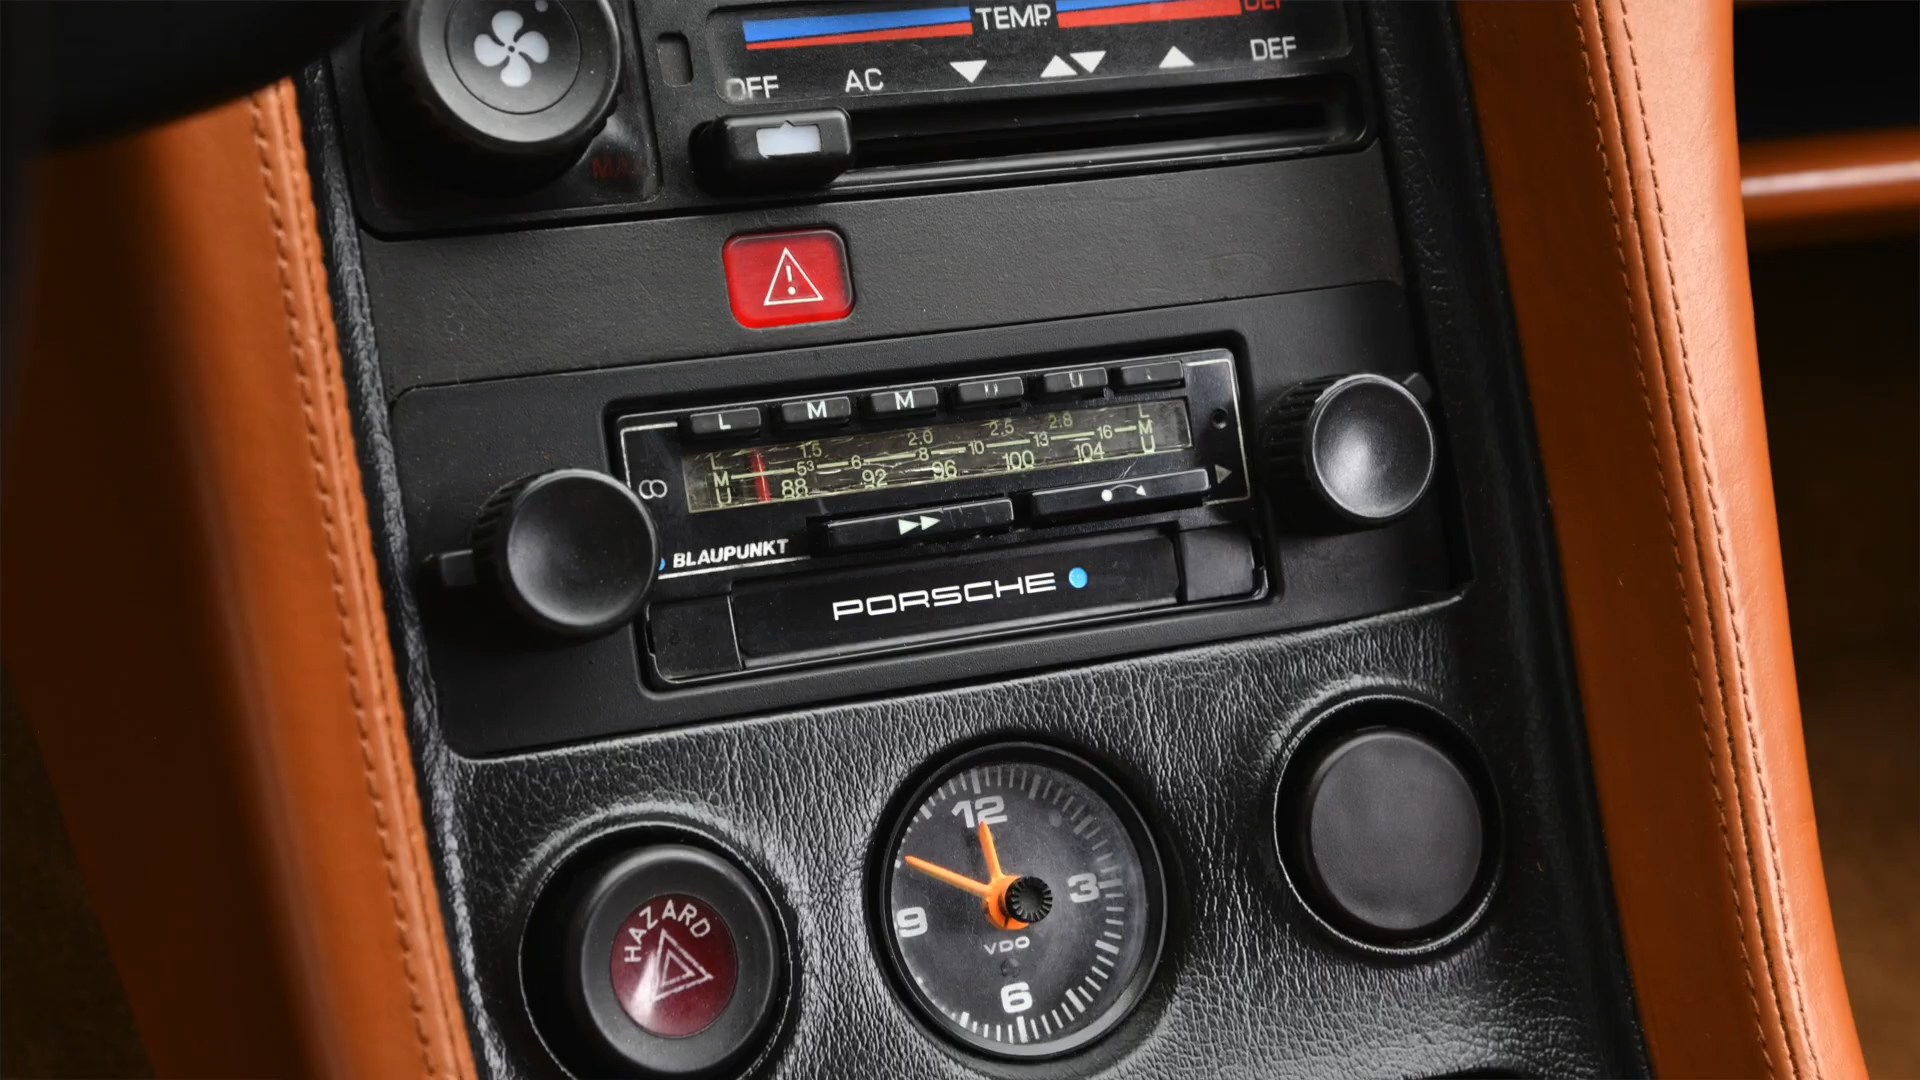 TEMP.
DEF
OFF AC DEF
L M M U
L 1.5 2.0 2.5 2.8 L
M 53 6 8 10 13 16 M
U 88 92 96 100 104 U
BLAUPUNKT
PORSCHE
12
3
9
VDO
6
HAZARD